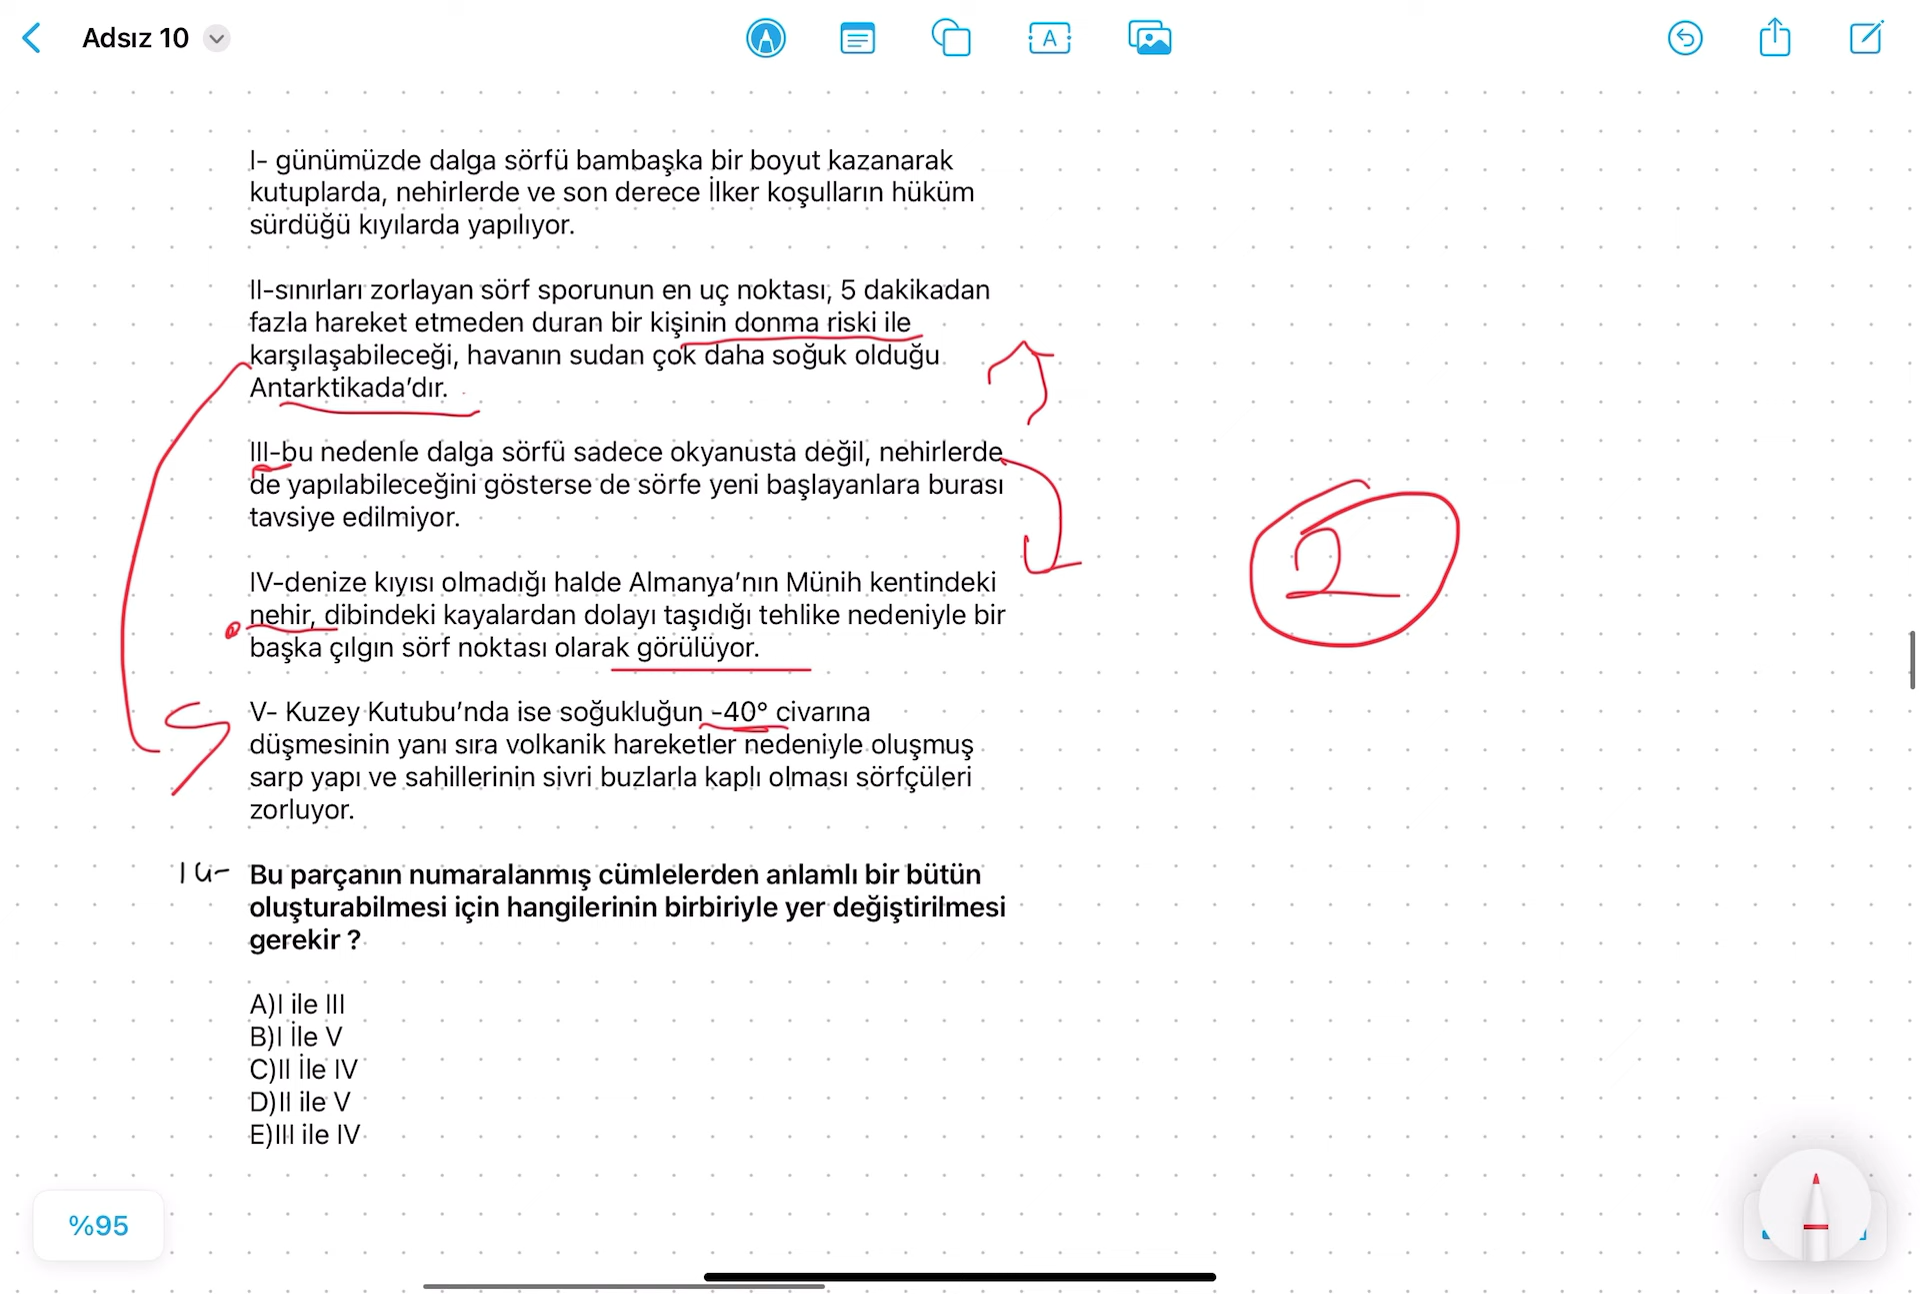 Adsız 10
I- günümüzde dalga sörfü bambaşka bir boyut kazanarak
kutuplarda, nehirlerde ve son derece İlker koşulların hüküm
sürdüğü kıyılarda yapılıyor.
II-sınırları zorlayan sörf sporunun en uç noktası, 5 dakikadan
fazla hareket etmeden duran bir kişinin donma riski ile
karşılaşabileceği, havanın sudan çok daha soğuk olduğu
Antarktikada’dır.
III-bu nedenle dalga sörfü sadece okyanusta değil, nehirlerde
de yapılabileceğini gösterse de sörfe yeni başlayanlara burası
tavsiye edilmiyor.
IV-denize kıyısı olmadığı halde Almanya’nın Münih kentindeki
nehir, dibindeki kayalardan dolayı taşıdığı tehlike nedeniyle bir
başka çılgın sörf noktası olarak görülüyor.
2
V- Kuzey Kutubu’nda ise soğukluğun -40° civarına
düşmesinin yanı sıra volkanik hareketler nedeniyle oluşmuş
sarp yapı ve sahillerinin sivri buzlarla kaplı olması sörfçüleri
zorluyor.
14- Bu parçanın numaralanmış cümlelerden anlamlı bir bütün
oluşturabilmesi için hangilerinin birbiriyle yer değiştirilmesi
gerekir ?
A)I ile III
B)I İle V
C)II İle IV
D)II ile V
E)III ile IV
%95